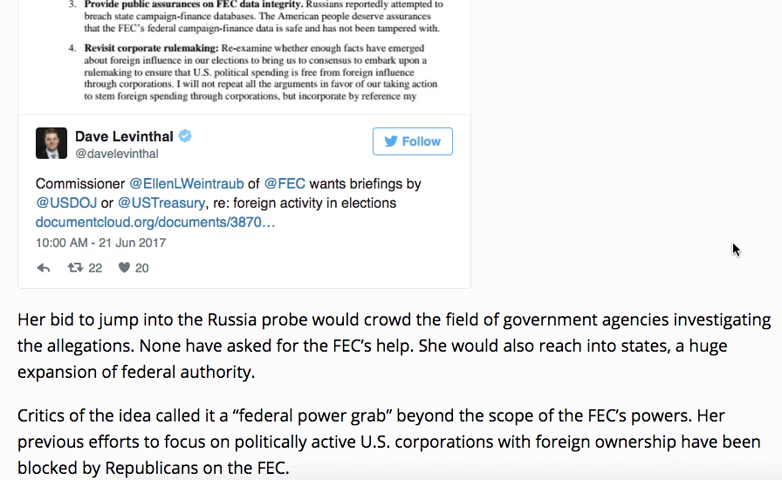 3. Provide public assurances on FEC data integrity. Russians reportedly attempted to
breach state campaign-finance databases. The American people deserve assurances
that the FEC's federal campaign-finance data is safe and has not been tampered with.
4. Revisit corporate rulemaking: Re-examine whether enough facts have emerged
about foreign influence in our elections to bring us to consensus to embark upon a
rulemaking to ensure that U.S. political spending is free from foreign influence
through corporations. I will not repeat all the arguments in favor of our taking action
to stem foreign spending through corporations, but incorporate by reference my
Dave Levinthal
@davelevinthal
Follow
Commissioner @EllenLWeintraub of @FEC wants briefings by
@USDOJ or @USTreasury, re: foreign activity in elections
documentcloud.org/documents/3870…
10:00 AM - 21 Jun 2017
22 20
Her bid to jump into the Russia probe would crowd the field of government agencies investigating
the allegations. None have asked for the FEC's help. She would also reach into states, a huge
expansion of federal authority.
Critics of the idea called it a “federal power grab” beyond the scope of the FEC's powers. Her
previous efforts to focus on politically active U.S. corporations with foreign ownership have been
blocked by Republicans on the FEC.